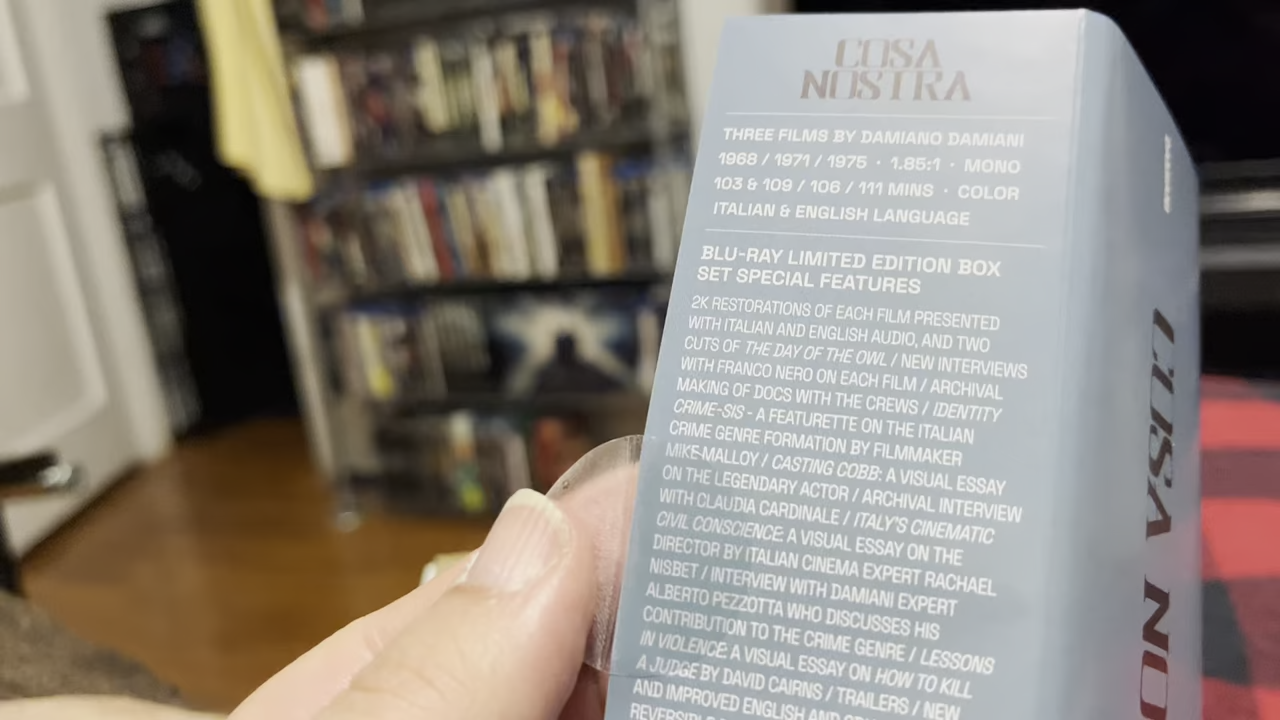 COSA
NOSTRA
THREE FILMS BY DAMIANO DAMIANI
1968 / 1971 / 1975 · 1.85:1 · MONO
103 & 109 / 106 / 111 MINS · COLOR
ITALIAN & ENGLISH LANGUAGE
BLU-RAY LIMITED EDITION BOX
SET SPECIAL FEATURES
2K RESTORATIONS OF EACH FILM PRESENTED
WITH ITALIAN AND ENGLISH AUDIO, AND TWO
CUTS OF THE DAY OF THE OWL / NEW INTERVIEWS
WITH FRANCO NERO ON EACH FILM / ARCHIVAL
MAKING OF DOCS WITH THE CREWS / IDENTITY
CRIME-SIS - A FEATURETTE ON THE ITALIAN
CRIME GENRE FORMATION BY FILMMAKER
MIKE MALLOY / CASTING COBB: A VISUAL ESSAY
ON THE LEGENDARY ACTOR / ARCHIVAL INTERVIEW
WITH CLAUDIA CARDINALE / ITALY'S CINEMATIC
CIVIL CONSCIENCE: A VISUAL ESSAY ON THE
DIRECTOR BY ITALIAN CINEMA EXPERT RACHAEL
NISBET / INTERVIEW WITH DAMIANI EXPERT
ALBERTO PEZZOTTA WHO DISCUSSES HIS
CONTRIBUTION TO THE CRIME GENRE / LESSONS
IN VIOLENCE: A VISUAL ESSAY ON HOW TO KILL
A JUDGE BY DAVID CAIRNS / TRAILERS / NEW
AND IMPROVED ENGLISH AND
COSA NO